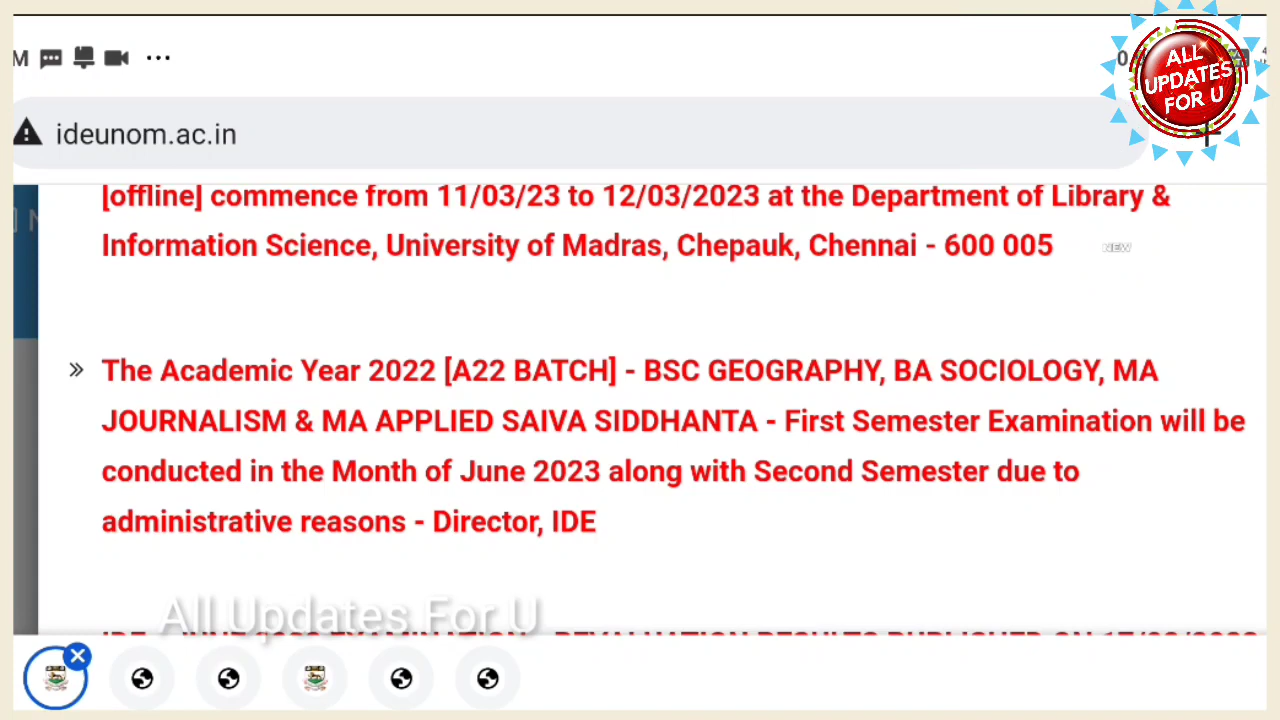 M
ALL
UPDATES
FOR U
ideunom.ac.in
[offline] commence from 11/03/23 to 12/03/2023 at the Department of Library &
Information Science, University of Madras, Chepauk, Chennai - 600 005 NEW
» The Academic Year 2022 [A22 BATCH] - BSC GEOGRAPHY, BA SOCIOLOGY, MA
JOURNALISM & MA APPLIED SAIVA SIDDHANTA - First Semester Examination will be
conducted in the Month of June 2023 along with Second Semester due to
administrative reasons - Director, IDE
All Updates For U